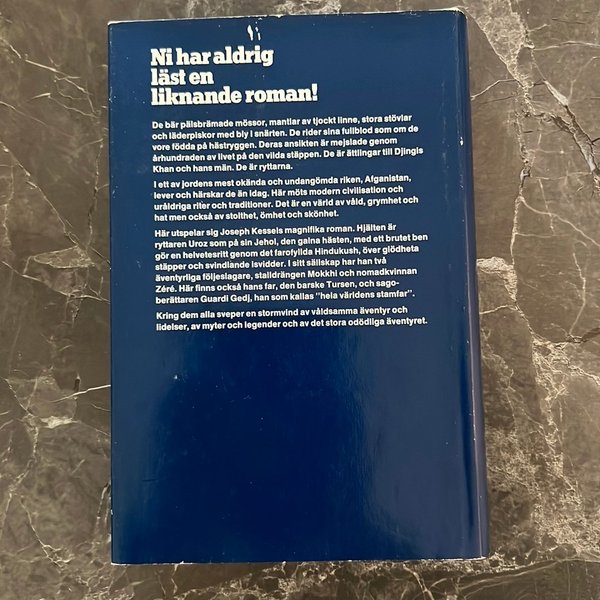 Ni har aldrig
läst en
liknande roman!
De bär pälsbrämade mössor, mantlar av tjockt linne, stora stövlar
och läderpiskor med bly i snärten. De rider sina fullblod som om de
vore födda på hästryggen. Deras ansikten är mejslade genom
århundraden av livet på den vilda stäppen. De är ättlingar till Djingis
Khan och hans män. De är ryttarna.
I ett av jordens mest okända och undangömda riken, Afganistan,
lever och härskar de än idag. Här möts modern civilisation och
uråldriga riter och traditioner. Det är en värld av våld, grymhet och
hat men också av stolthet, ömhet och skönhet.
Här utspelar sig Joseph Kessels magnifika roman. Hjälten är
ryttaren Uroz som på sin Jehol, den galna hästen, med ett brutet ben
gör en helvetesritt genom det farofyllda Hindukush, över glödheta
stäpper och svindlande isvidder. I sitt sällskap har han två
äventyrliga följeslagare, stalldrängen Mokkhi och nomadkvinnan
Zéré. Här finns också hans far, den barske Tursen, och sago-
berättaren Guardi Gedj, han som kallas "hela världens stamfar".
Kring dem alla sveper en stormvind av våldsamma äventyr och
lidelser, av myter och legender och av det stora odödliga äventyret.